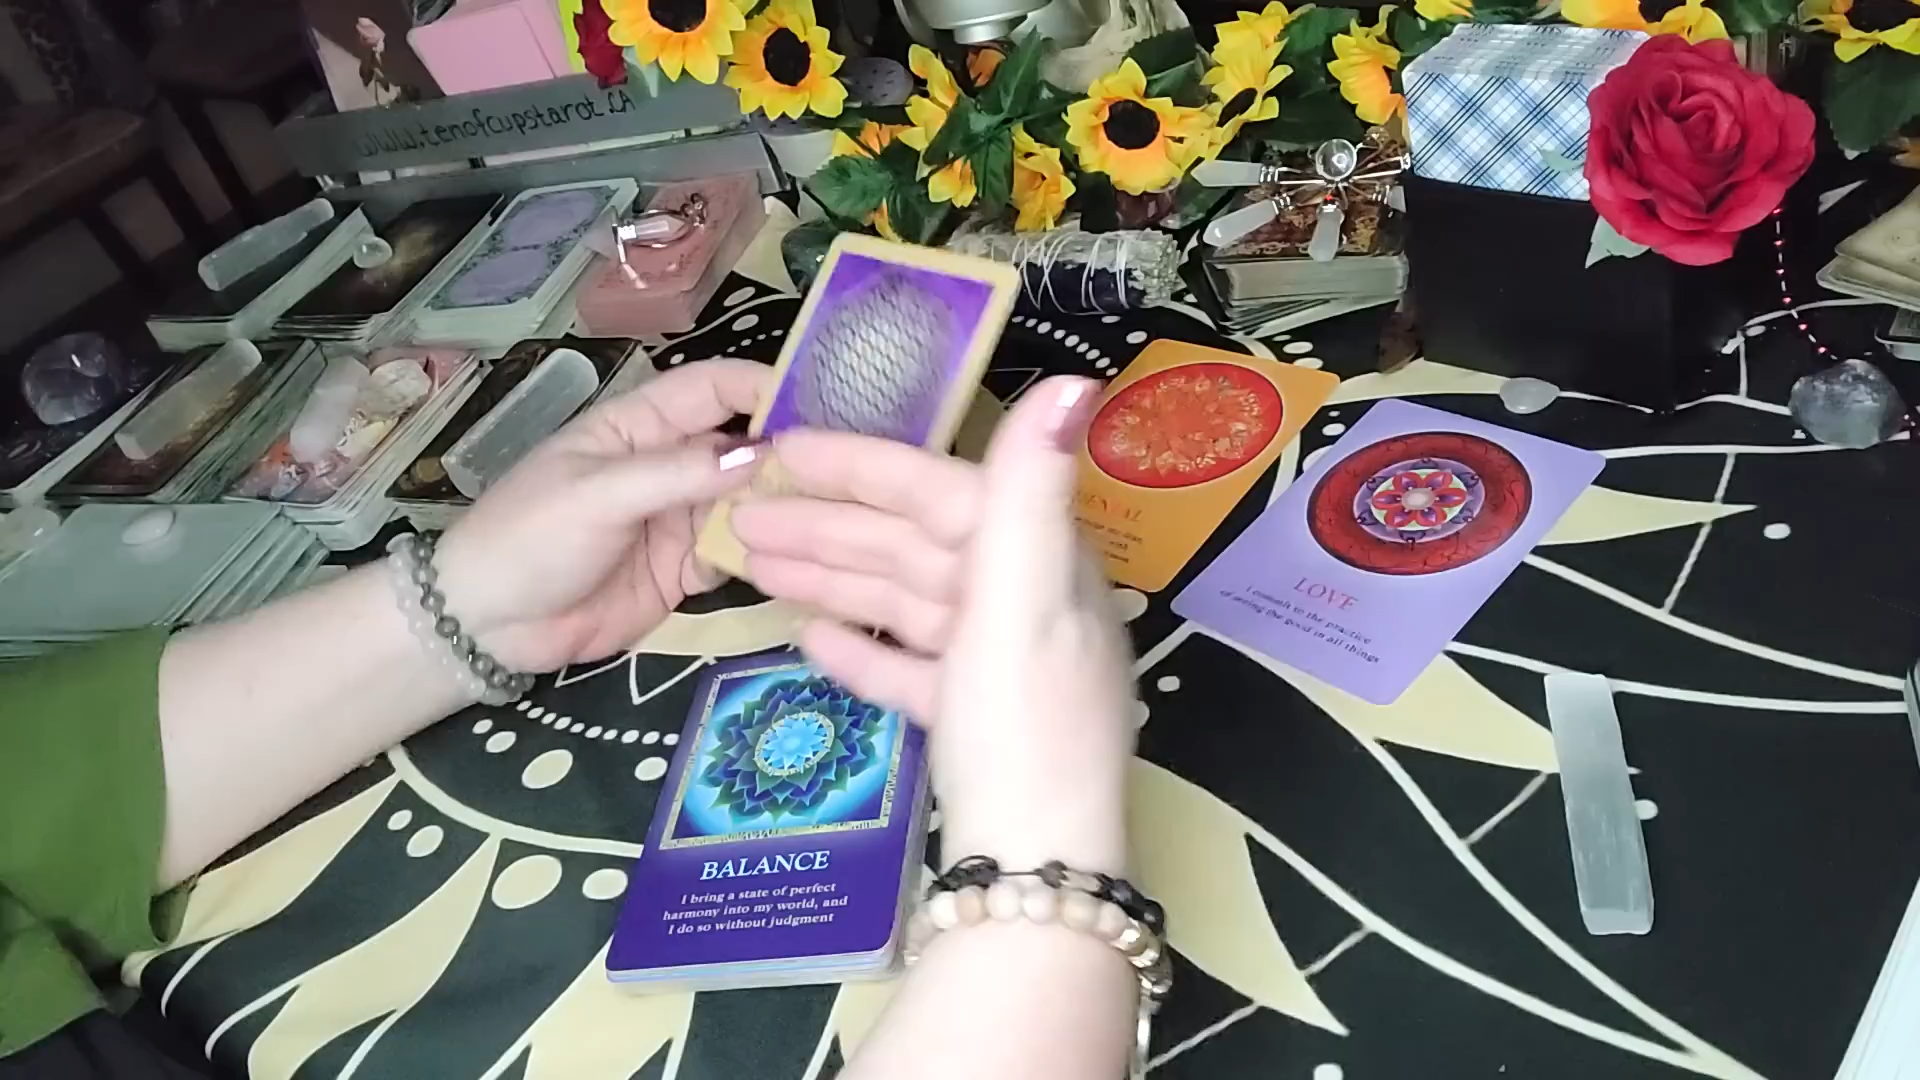 www.tenofcupstarot.CA
LOVE
I commit to the practice
of seeing the good in all things
BALANCE
I bring a state of perfect
harmony into my world, and
I do so without judgment